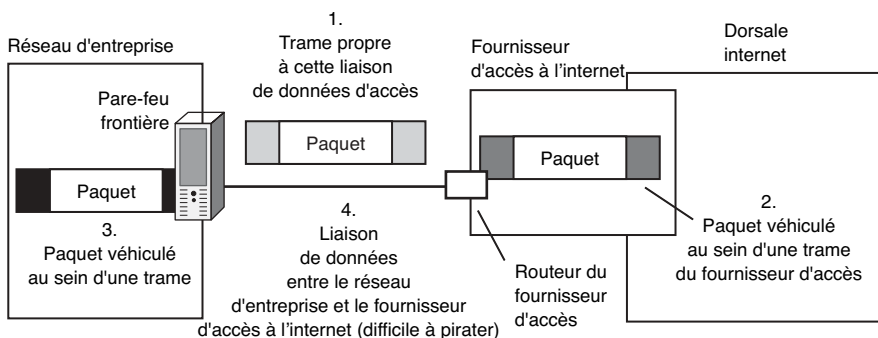 Réseau d'entreprise
Pare-feu
frontière
Paquet
3.
Paquet véhiculé
au sein d'une trame
1.
Trame propre
à cette liaison
de données d'accès
Paquet
4.
Liaison
de données
entre le réseau
d'entreprise et le fournisseur
d'accès à l'internet (difficile à pirater)
Fournisseur
d'accès à l'internet
Paquet
Routeur du
fournisseur
d'accès
Dorsale
internet
2.
Paquet véhiculé
au sein d'une trame
du fournisseur d'accès